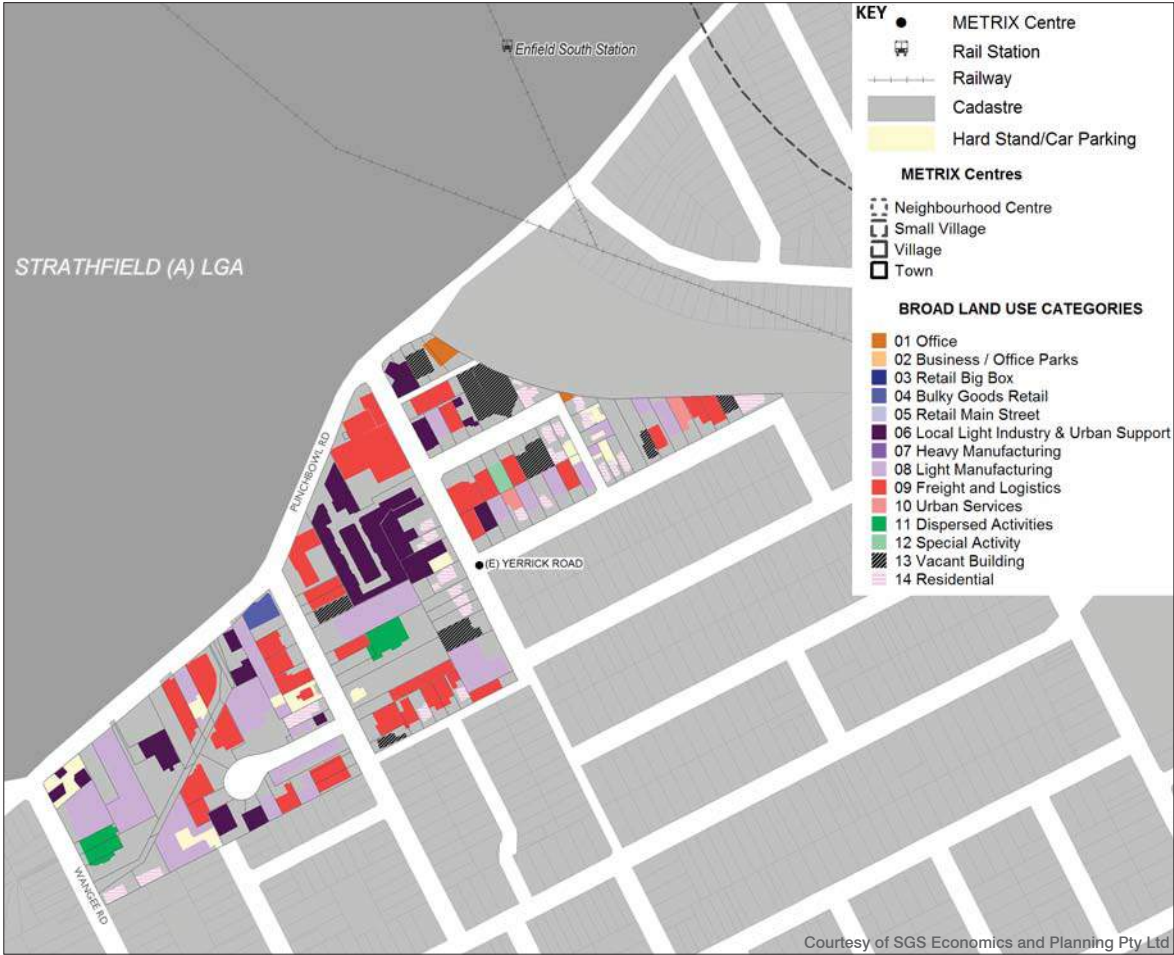 Enfield South Station
STRATHFIELD (A) LGA
PUNCHBOWL RD
(E) YERRICK ROAD
WANGEE RD
KEY
METRIX Centre
Rail Station
Railway
Cadastre
Hard Stand/Car Parking
METRIX Centres
Neighbourhood Centre
Small Village
Village
Town
BROAD LAND USE CATEGORIES
01 Office
02 Business / Office Parks
03 Retail Big Box
04 Bulky Goods Retail
05 Retail Main Street
06 Local Light Industry & Urban Support
07 Heavy Manufacturing
08 Light Manufacturing
09 Freight and Logistics
10 Urban Services
11 Dispersed Activities
12 Special Activity
13 Vacant Building
14 Residential
Courtesy of SGS Economics and Planning Pty Ltd